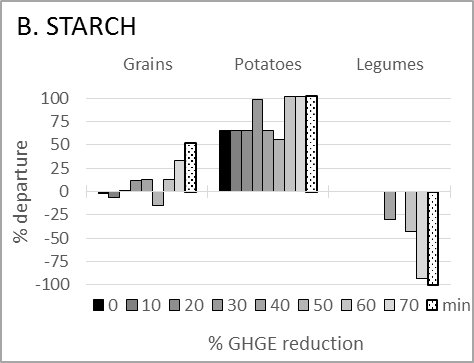 B. STARCH
Grains Potatoes Legumes
% departure
100
75
50
25
0
-25
-50
-75
-100
0 10 20 30 40 50 60 70 min
% GHGE reduction